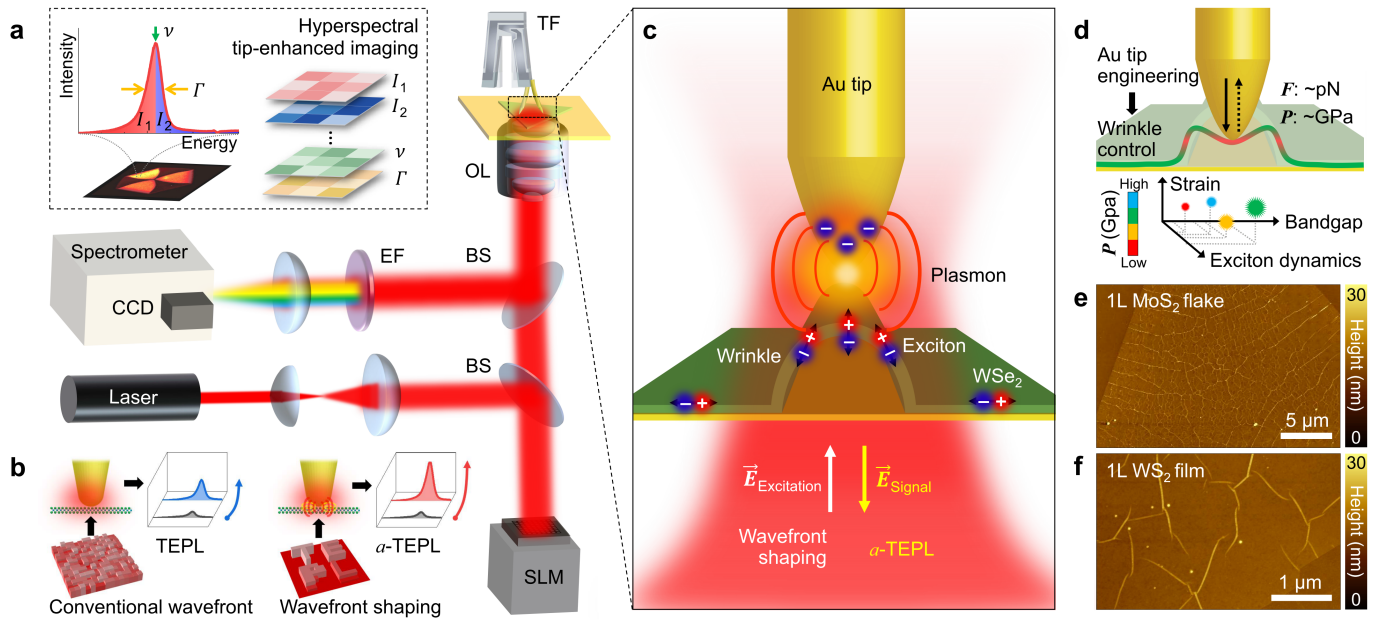 a
Intensity
ν
Γ
I₁ I₂
Energy
Hyperspectral
tip-enhanced imaging
I₁
I₂
ν
Γ
TF
OL
Spectrometer
CCD
EF
BS
BS
Laser
SLM
b
TEPL
a-TEPL
Conventional wavefront
Wavefront shaping
c
Au tip
Plasmon
Wrinkle
Exciton
WSe₂
E⃗Excitation
E⃗Signal
Wavefront
shaping
a-TEPL
d
Au tip
engineering
F: ~pN
P: ~GPa
Wrinkle
control
High
P (Gpa)
Low
Strain
Bandgap
Exciton dynamics
e
1L MoS₂ flake
5 μm
30
Height (nm)
0
f
1L WS₂ film
1 μm
30
Height (nm)
0